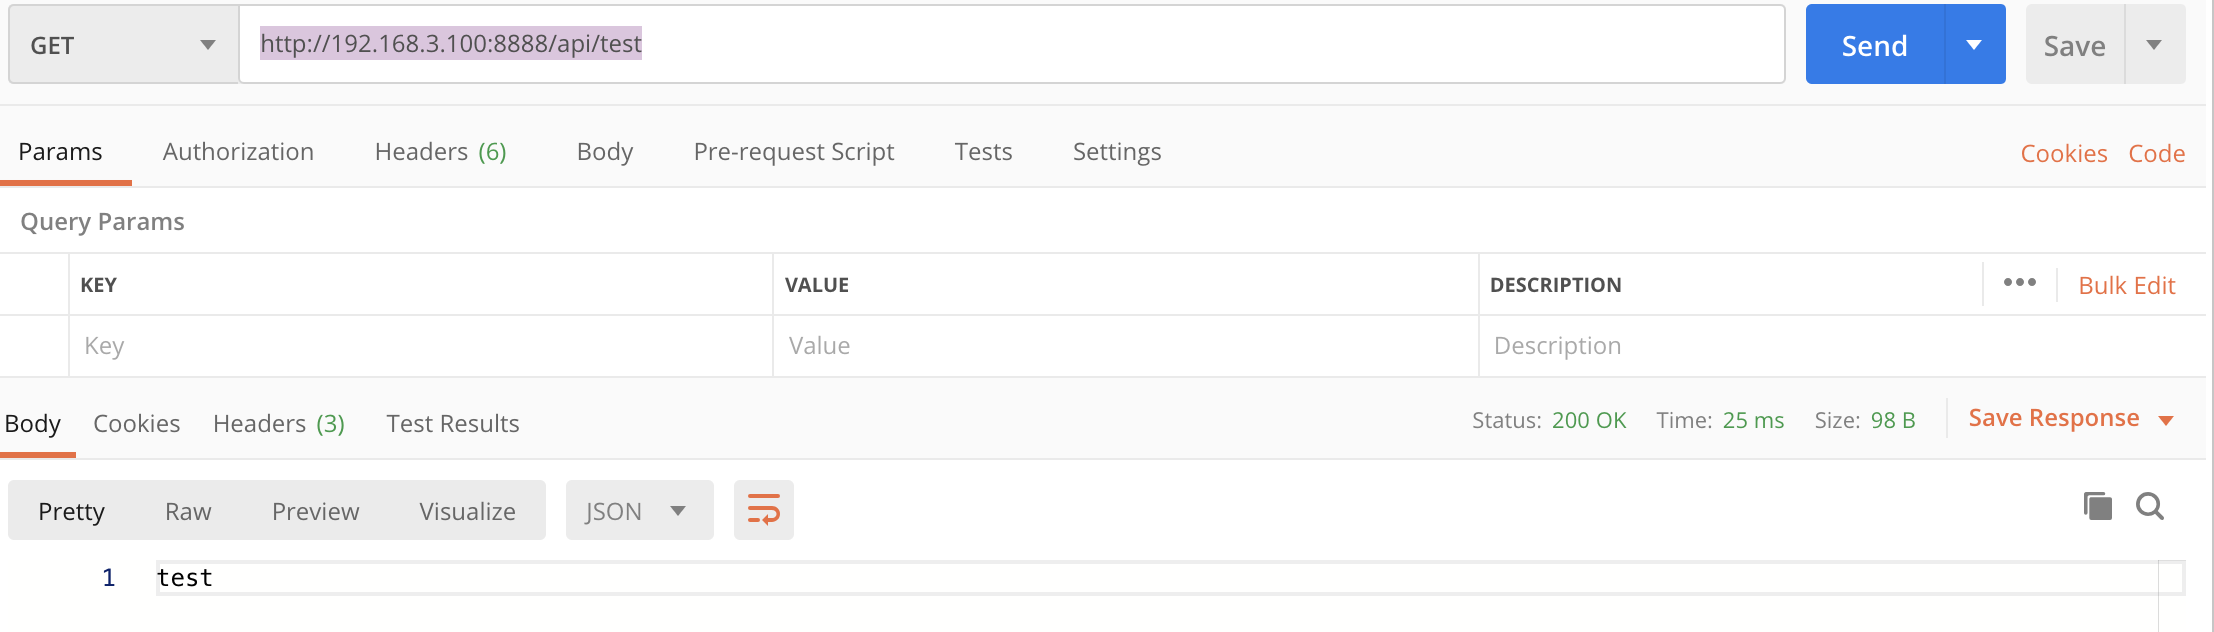 GET http://192.168.3.100:8888/api/test Send Save
Params Authorization Headers (6) Body Pre-request Script Tests Settings Cookies Code
Query Params
KEY VALUE DESCRIPTION ••• Bulk Edit
Key Value Description
Body Cookies Headers (3) Test Results Status: 200 OK Time: 25 ms Size: 98 B Save Response
Pretty Raw Preview Visualize JSON
1 test